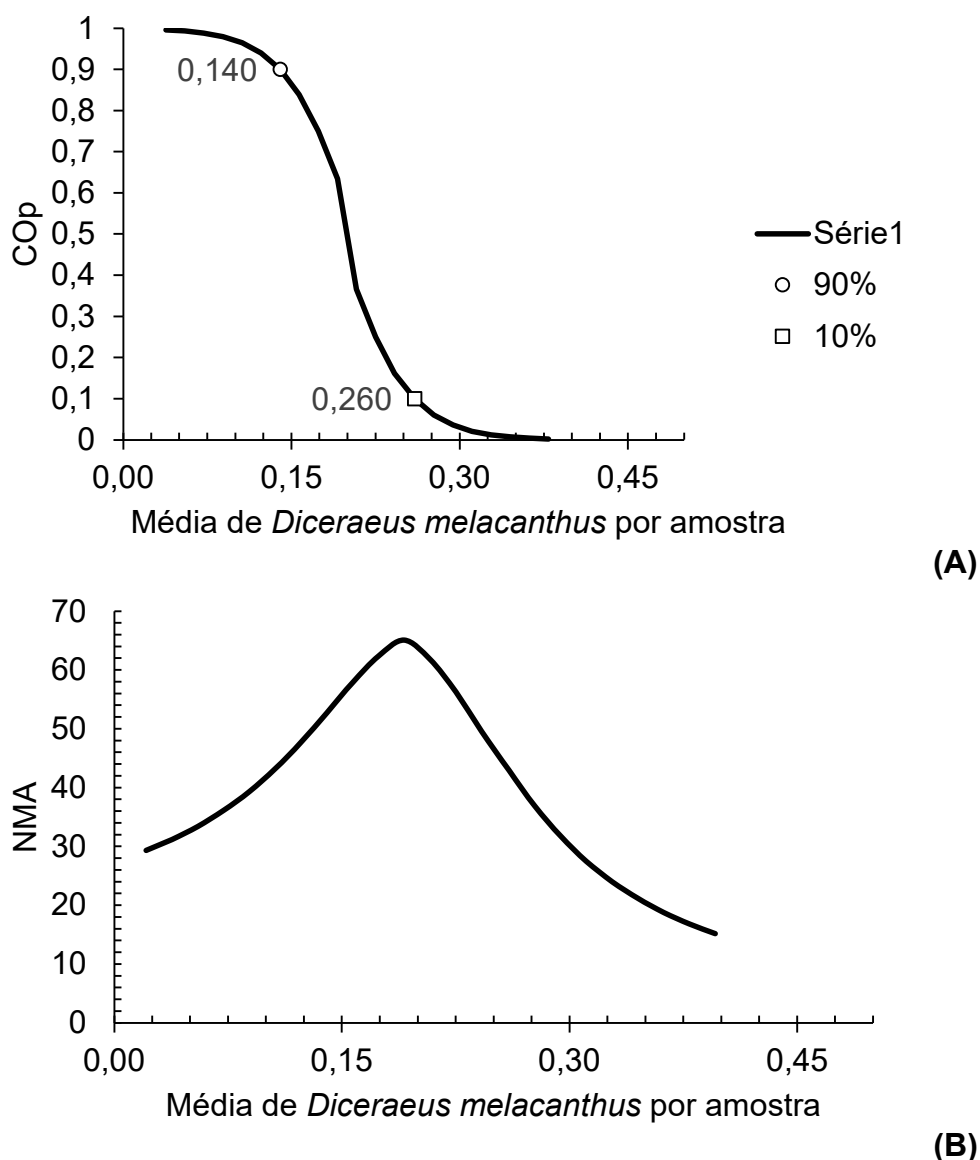 1
0,9
0,8
0,7
0,6
0,5
0,4
0,3
0,2
0,1
0
COp
0,140
0,260
0,00 0,15 0,30 0,45
Média de Diceraeus melacanthus por amostra
Série1
90%
10%
(A)
70
60
50
40
30
20
10
0
NMA
0,00 0,15 0,30 0,45
Média de Diceraeus melacanthus por amostra
(B)